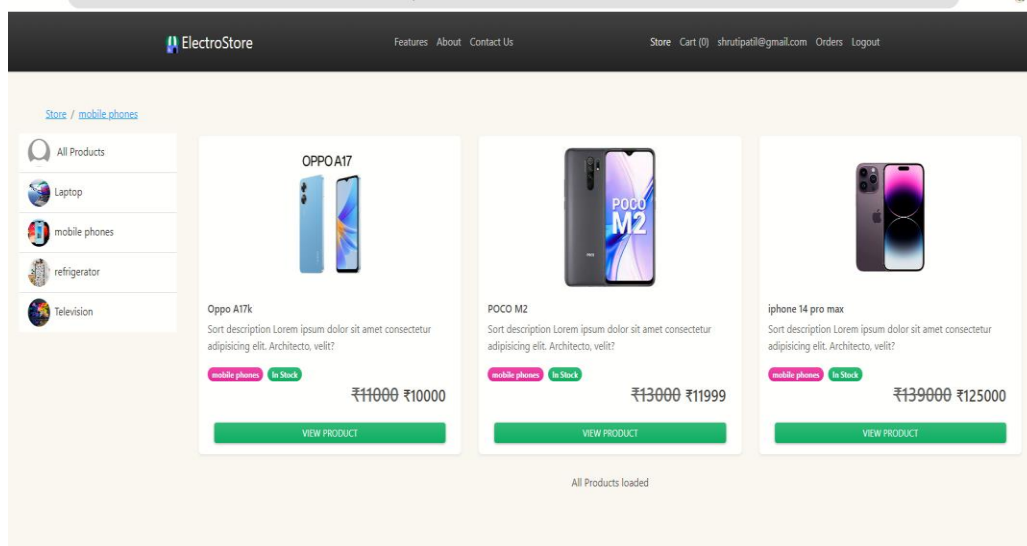 ElectroStore
Features About Contact Us
Store Cart (0) shrutipatil@gmail.com Orders Logout
Store / mobile phones
All Products
Laptop
mobile phones
refrigerator
Television
OPPO A17
Oppo A17k
Sort description Lorem ipsum dolor sit amet consectetur
adipisicing elit. Architecto, velit?
mobile phones In Stock
₹11000 ₹10000
VIEW PRODUCT
POCO
M2
POCO M2
Sort description Lorem ipsum dolor sit amet consectetur
adipisicing elit. Architecto, velit?
mobile phones In Stock
₹13000 ₹11999
VIEW PRODUCT
iphone 14 pro max
Sort description Lorem ipsum dolor sit amet consectetur
adipisicing elit. Architecto, velit?
mobile phones In Stock
₹139000 ₹125000
VIEW PRODUCT
All Products loaded